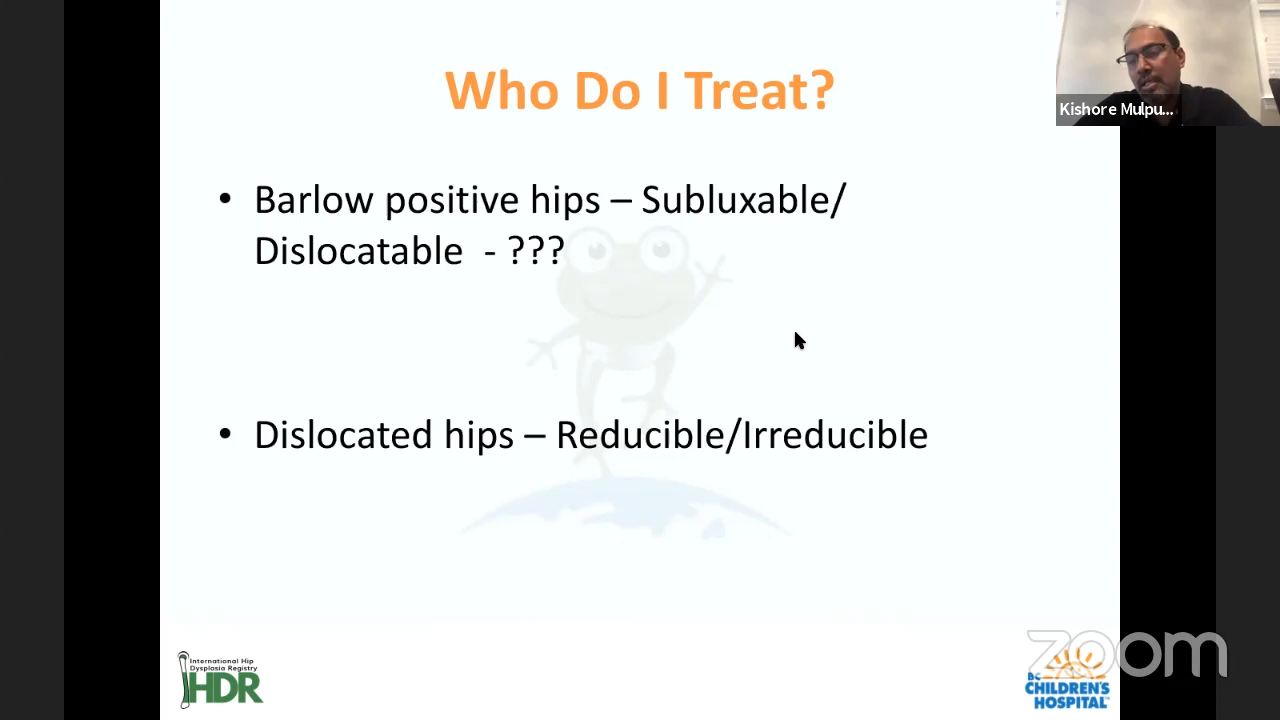 Who Do I Treat?
Kishore Mulpu...
• Barlow positive hips – Subluxable/
Dislocatable - ???
• Dislocated hips – Reducible/Irreducible
International Hip
Dysplasia Registry
IHDR
zoom
BC
CHILDREN'S
HOSPITAL